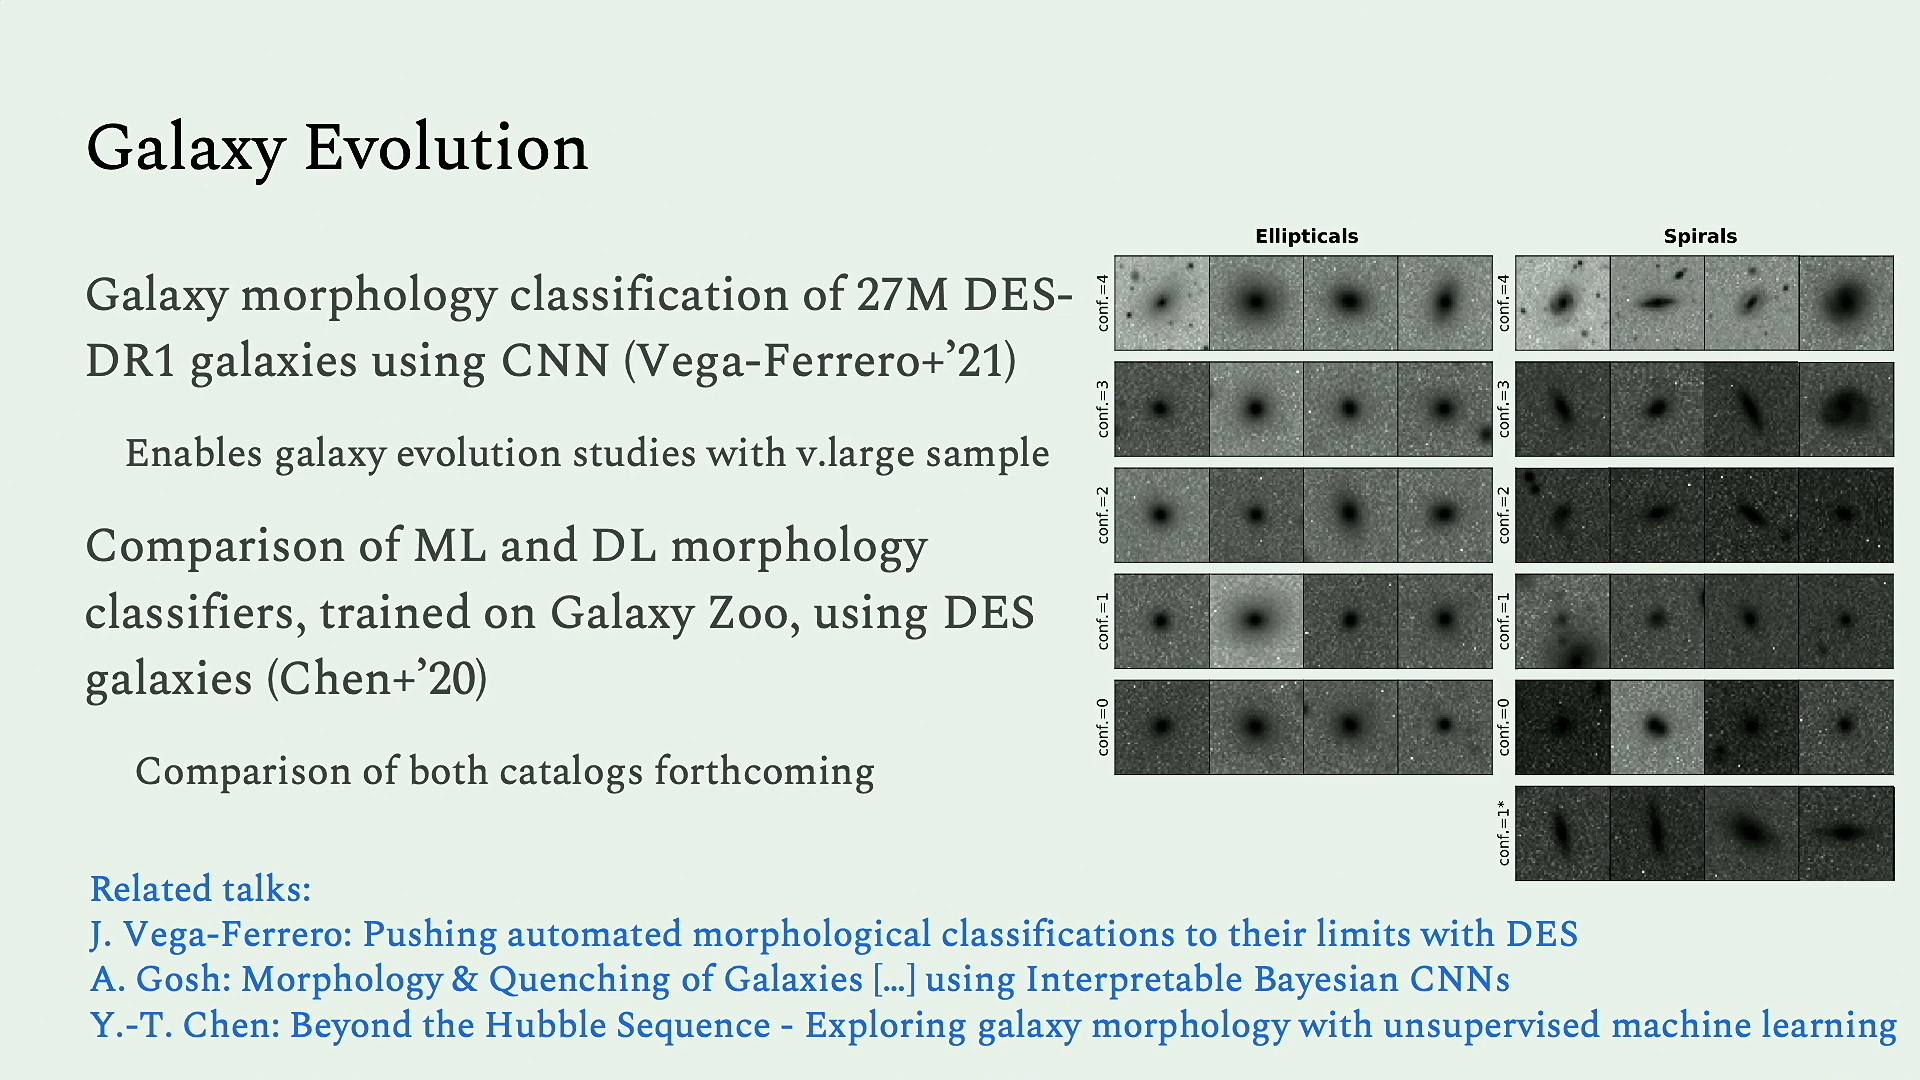 Galaxy Evolution
Galaxy morphology classification of 27M DES-
DR1 galaxies using CNN (Vega-Ferrero+’21)
Enables galaxy evolution studies with v.large sample
Comparison of ML and DL morphology
classifiers, trained on Galaxy Zoo, using DES
galaxies (Chen+’20)
Comparison of both catalogs forthcoming
Ellipticals
conf.=4
conf.=3
conf.=2
conf.=1
conf.=0
Spirals
conf.=4
conf.=3
conf.=2
conf.=1
conf.=0
conf.=1*
Related talks:
J. Vega-Ferrero: Pushing automated morphological classifications to their limits with DES
A. Gosh: Morphology & Quenching of Galaxies [...] using Interpretable Bayesian CNNs
Y.-T. Chen: Beyond the Hubble Sequence - Exploring galaxy morphology with unsupervised machine learning